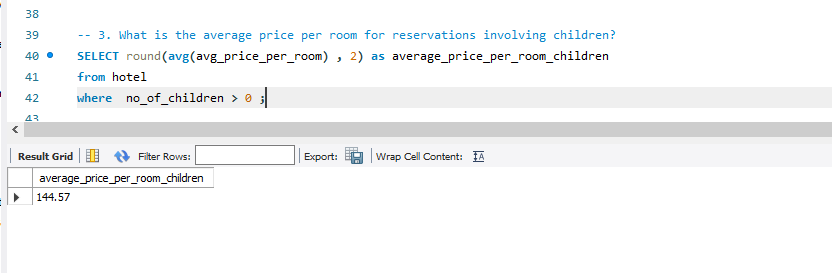 38
39 -- 3. What is the average price per room for reservations involving children?
40 SELECT round(avg(avg_price_per_room) , 2) as average_price_per_room_children
41 from hotel
42 where no_of_children > 0 ;
43
<
Result Grid Filter Rows: Export: Wrap Cell Content: IA
average_price_per_room_children
144.57